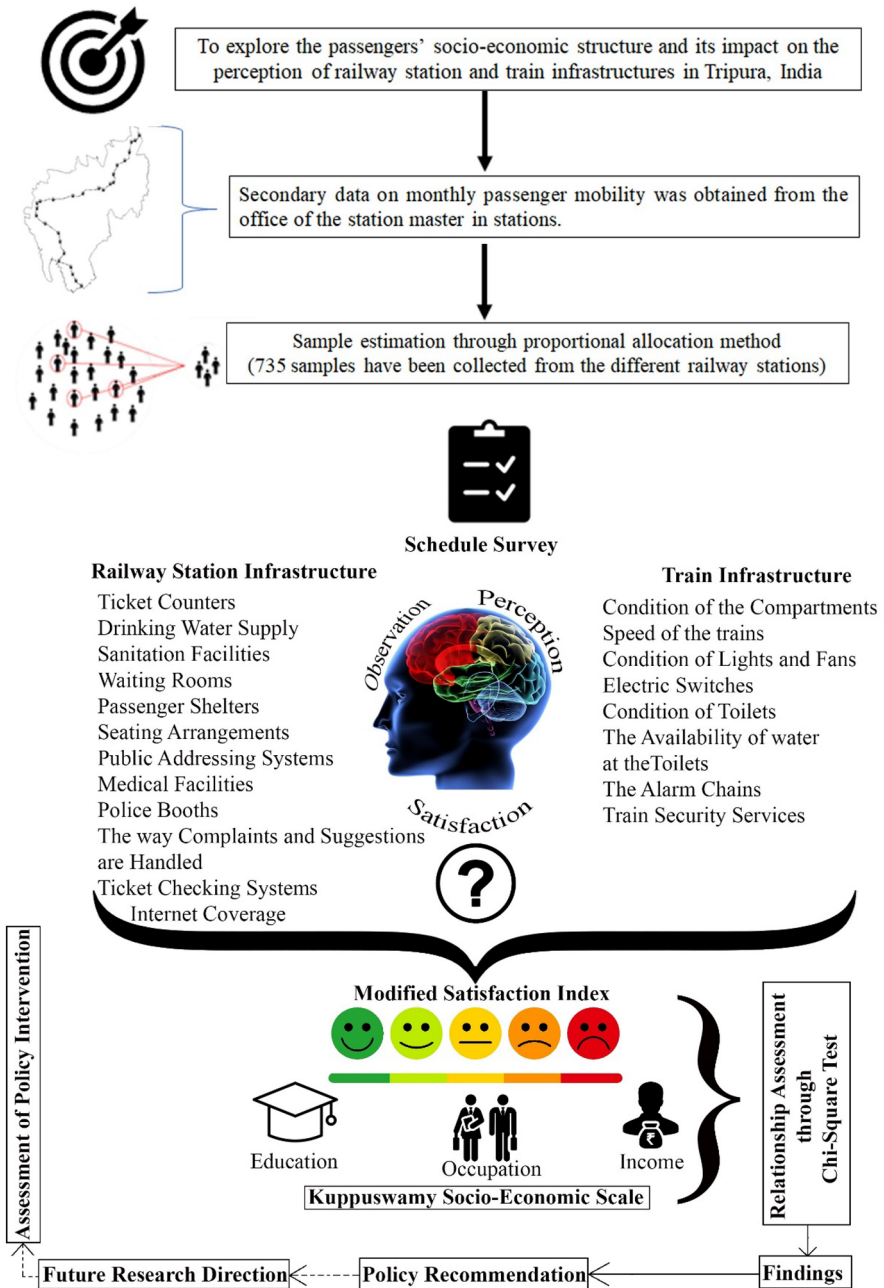 To explore the passengers' socio-economic structure and its impact on the
perception of railway station and train infrastructures in Tripura, India
Secondary data on monthly passenger mobility was obtained from the
office of the station master in stations.
Sample estimation through proportional allocation method
(735 samples have been collected from the different railway stations)
Schedule Survey
Railway Station Infrastructure
Ticket Counters
Drinking Water Supply
Sanitation Facilities
Waiting Rooms
Passenger Shelters
Seating Arrangements
Public Addressing Systems
Medical Facilities
Police Booths
The way Complaints and Suggestions
are Handled
Ticket Checking Systems
Internet Coverage
Observation
Perception
Satisfaction
?
Train Infrastructure
Condition of the Compartments
Speed of the trains
Condition of Lights and Fans
Electric Switches
Condition of Toilets
The Availability of water
at theToilets
The Alarm Chains
Train Security Services
Modified Satisfaction Index
Education
Occupation
₹
Income
Kuppuswamy Socio-Economic Scale
Relationship Assessment
through
Chi-Square Test
Findings
Policy Recommendation
Future Research Direction
Assessment of Policy Intervention